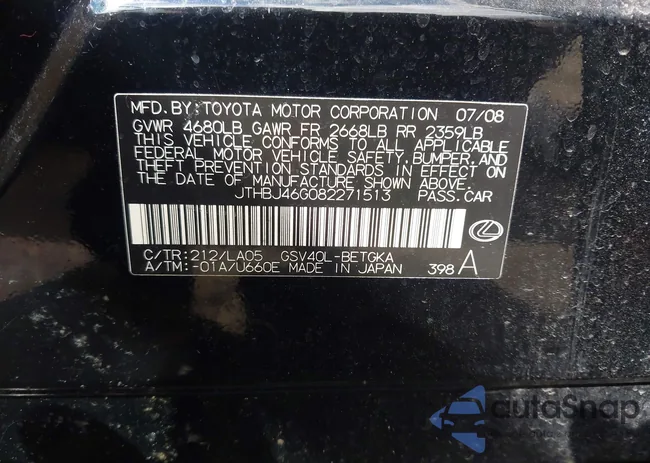 MFD. BY: TOYOTA MOTOR CORPORATION 07/08
GVWR 4680LB GAWR FR 2668LB RR 2359LB
THIS VEHICLE CONFORMS TO ALL APPLICABLE
FEDERAL MOTOR VEHICLE SAFETY, BUMPER, AND
THEFT PREVENTION STANDARDS IN EFFECT ON
THE DATE OF MANUFACTURE SHOWN ABOVE.
JTHBJ46G082271513 PASS. CAR
C/TR: 212/LA05 GSV40L-BETGKA
A/TM: -01A/U660E MADE IN JAPAN 398 A
autoSnap